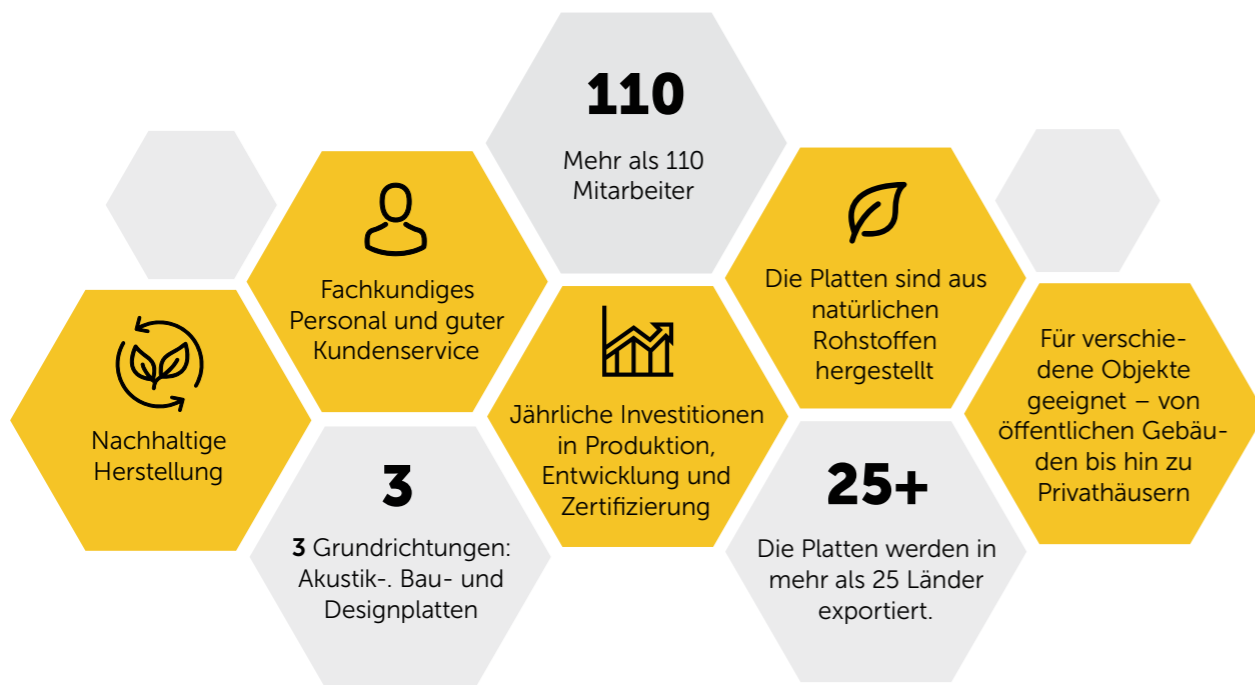 110
Mehr als 110
Mitarbeiter
Fachkundiges
Personal und guter
Kundenservice
Die Platten sind aus
natürlichen
Rohstoffen
hergestellt
Nachhaltige
Herstellung
Jährliche Investitionen
in Produktion,
Entwicklung und
Zertifizierung
Für verschie-
dene Objekte
geeignet – von
öffentlichen Gebäu-
den bis hin zu
Privathäusern
3
3 Grundrichtungen:
Akustik-. Bau- und
Designplatten
25+
Die Platten werden in
mehr als 25 Länder
exportiert.